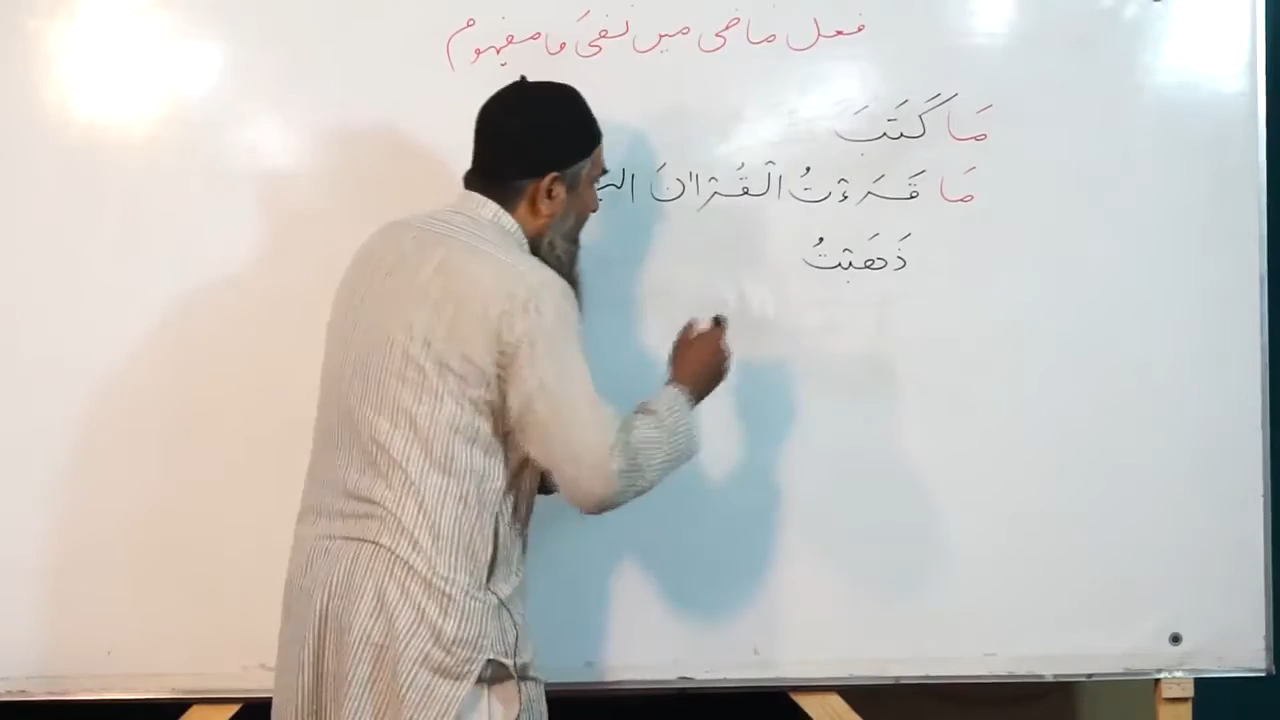 فعل ماضی میں نفی کا مفہوم
مَا كَتَبَ
مَا قَرَءْتُ الْقُرْاٰنَ
ذَهَبْتُ